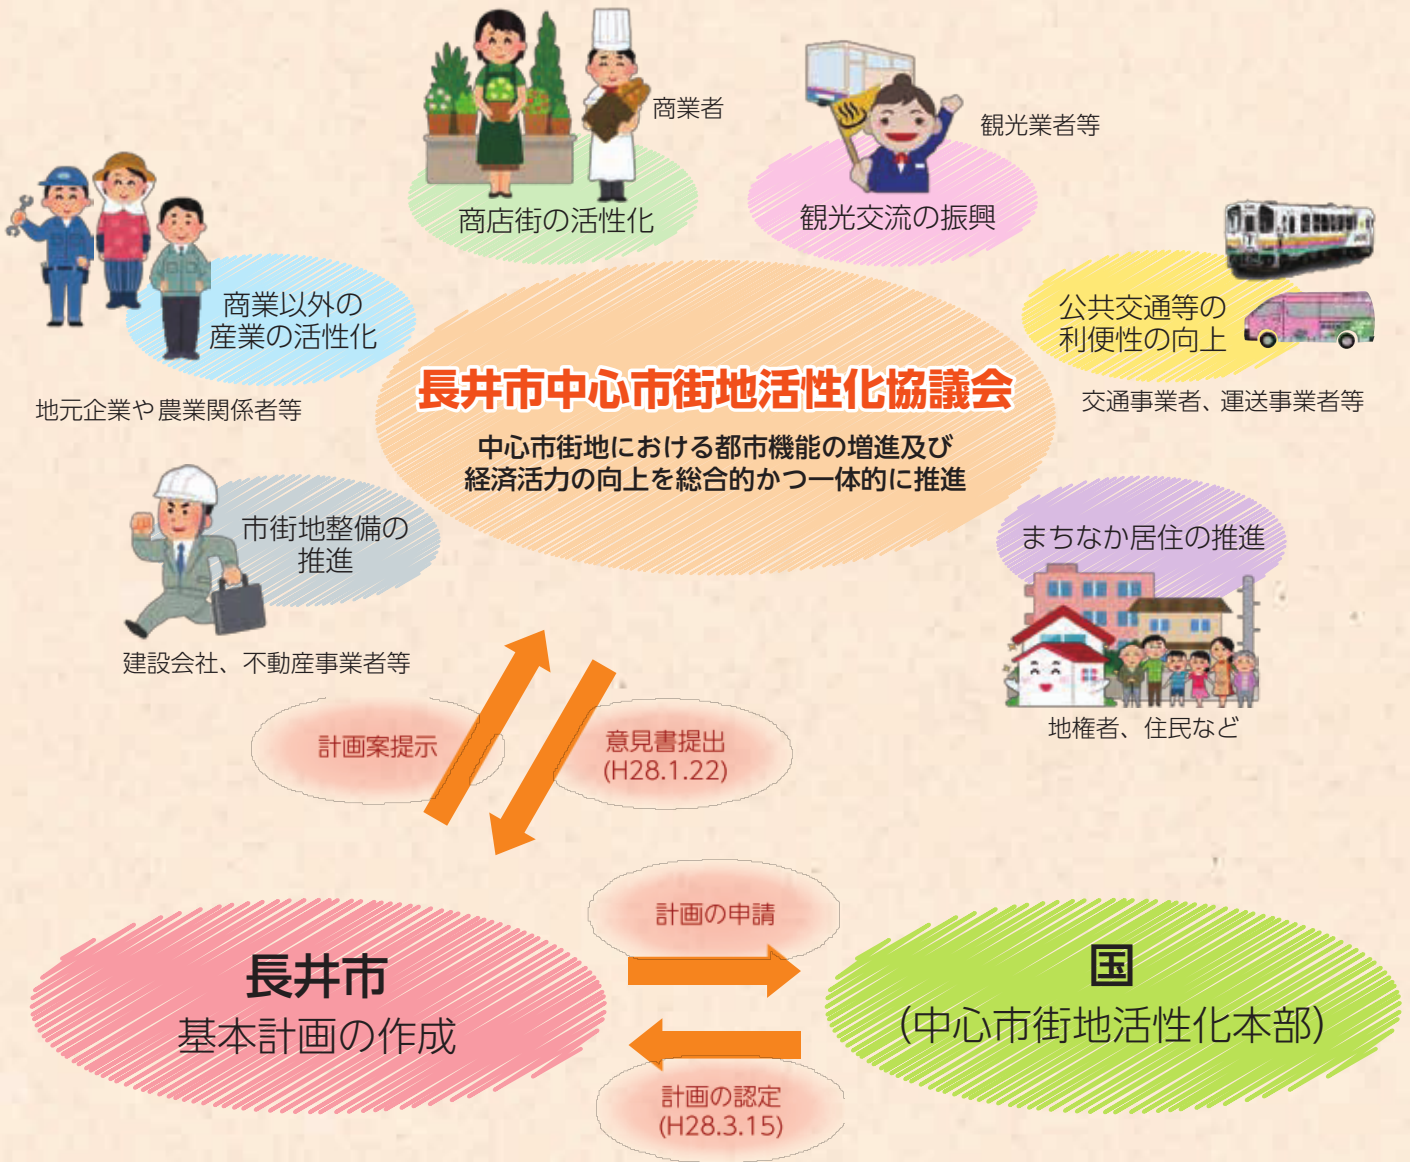 商業者
観光業者等
商店街の活性化
観光交流の振興
商業以外の
産業の活性化
地元企業や農業関係者等
公共交通等の
利便性の向上
交通事業者、運送事業者等
長井市中心市街地活性化協議会
中心市街地における都市機能の増進及び
経済活力の向上を総合的かつ一体的に推進
市街地整備の
推進
建設会社、不動産事業者等
まちなか居住の推進
地権者、住民など
計画案提示
意見書提出
(H28.1.22)
計画の申請
長井市
基本計画の作成
国
(中心市街地活性化本部)
計画の認定
(H28.3.15)